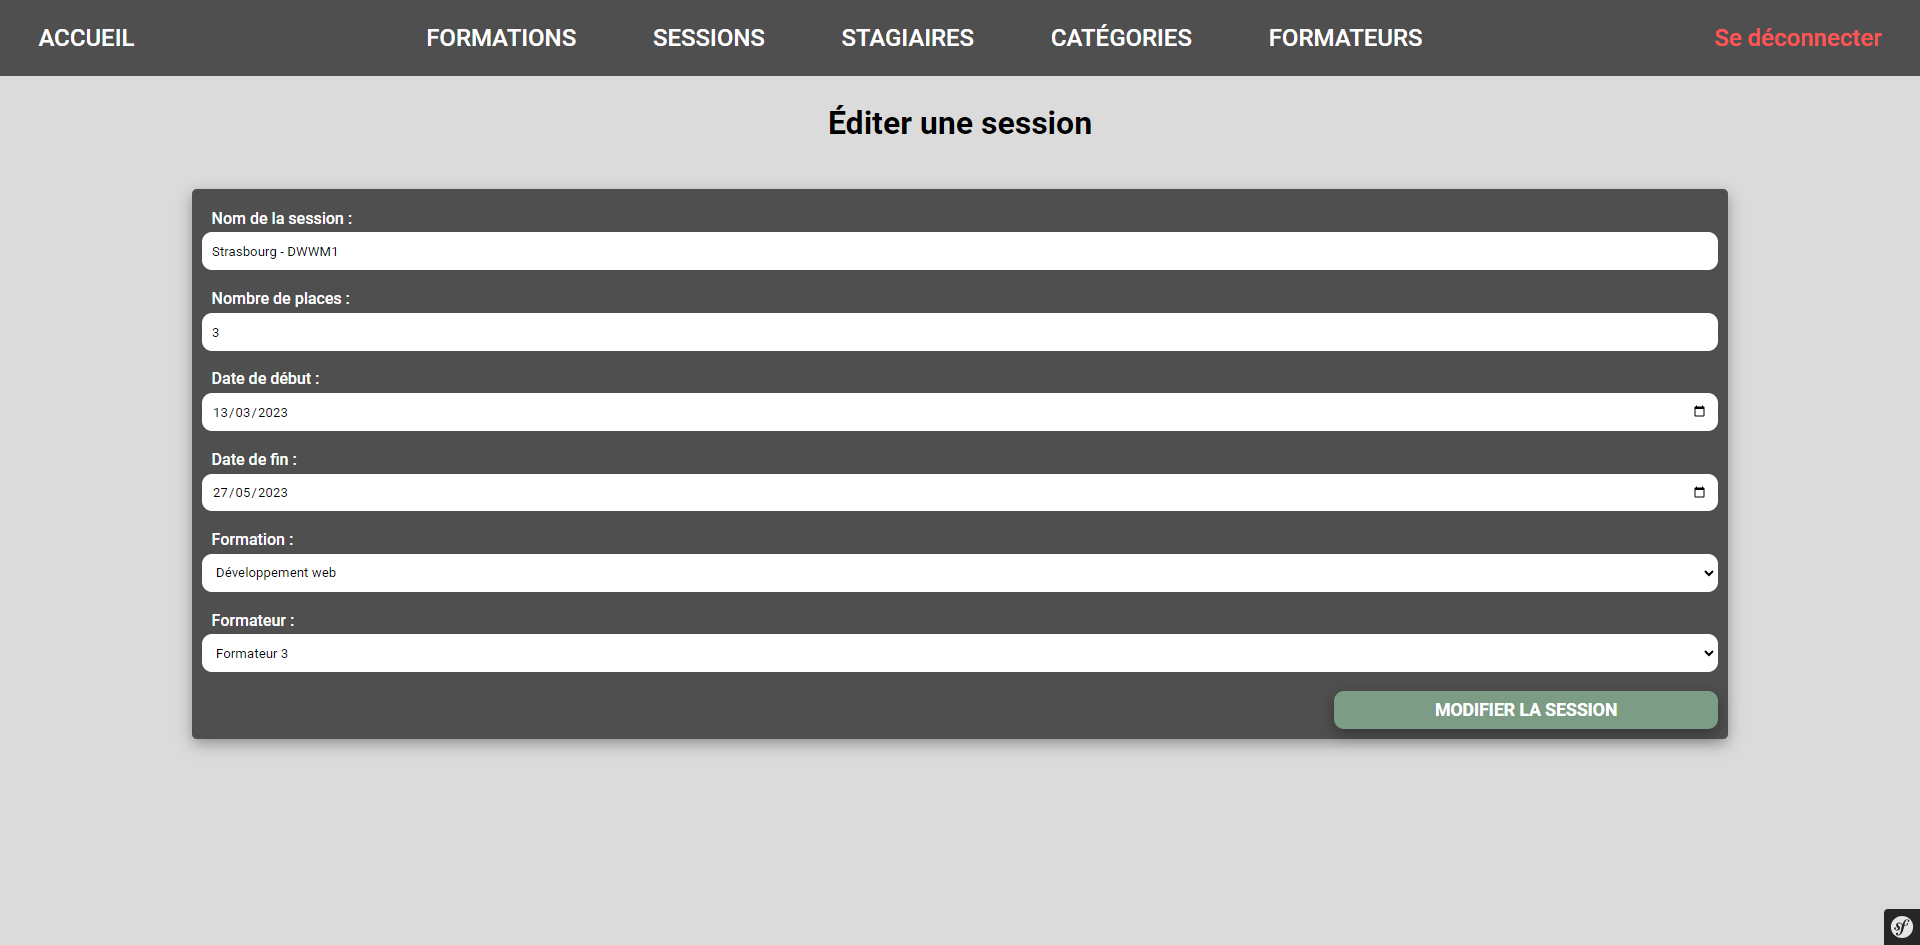 ACCUEIL FORMATIONS SESSIONS STAGIAIRES CATÉGORIES FORMATEURS Se déconnecter
Éditer une session
Nom de la session :
Strasbourg - DWWM1
Nombre de places :
3
Date de début :
13/03/2023
Date de fin :
27/05/2023
Formation :
Développement web
Formateur :
Formateur 3
MODIFIER LA SESSION
sf